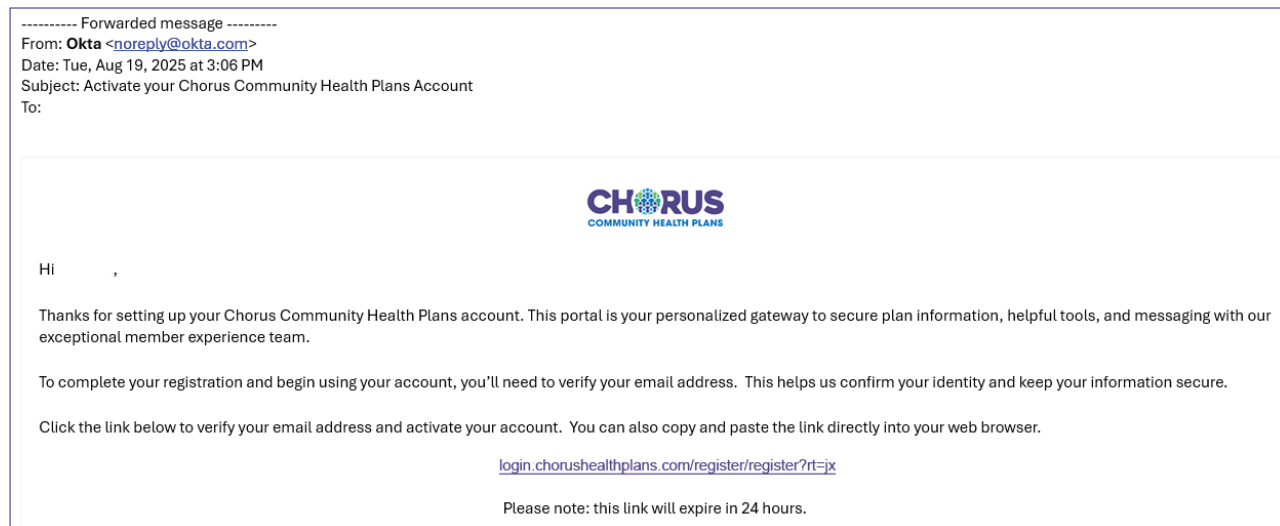 ---------- Forwarded message ---------
From: Okta <noreply@okta.com>
Date: Tue, Aug 19, 2025 at 3:06 PM
Subject: Activate your Chorus Community Health Plans Account
To:
CHORUS
COMMUNITY HEALTH PLANS
Hi ,
Thanks for setting up your Chorus Community Health Plans account. This portal is your personalized gateway to secure plan information, helpful tools, and messaging with our
exceptional member experience team.
To complete your registration and begin using your account, you’ll need to verify your email address.  This helps us confirm your identity and keep your information secure.
Click the link below to verify your email address and activate your account.  You can also copy and paste the link directly into your web browser.
login.chorushealthplans.com/register/register?rt=jx
Please note: this link will expire in 24 hours.